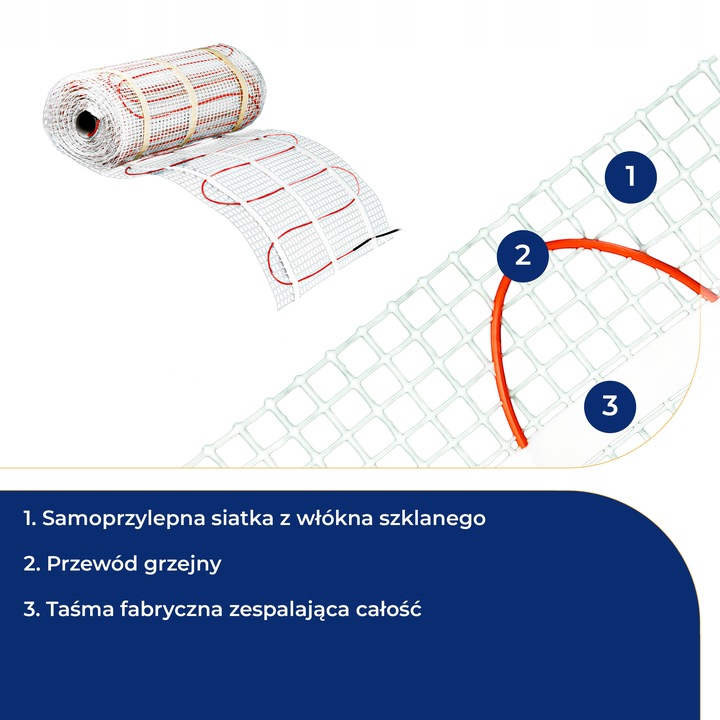 1
2
3
1. Samoprzylepna siatka z włókna szklanego
2. Przewód grzejny
3. Taśma fabryczna zespalająca całość